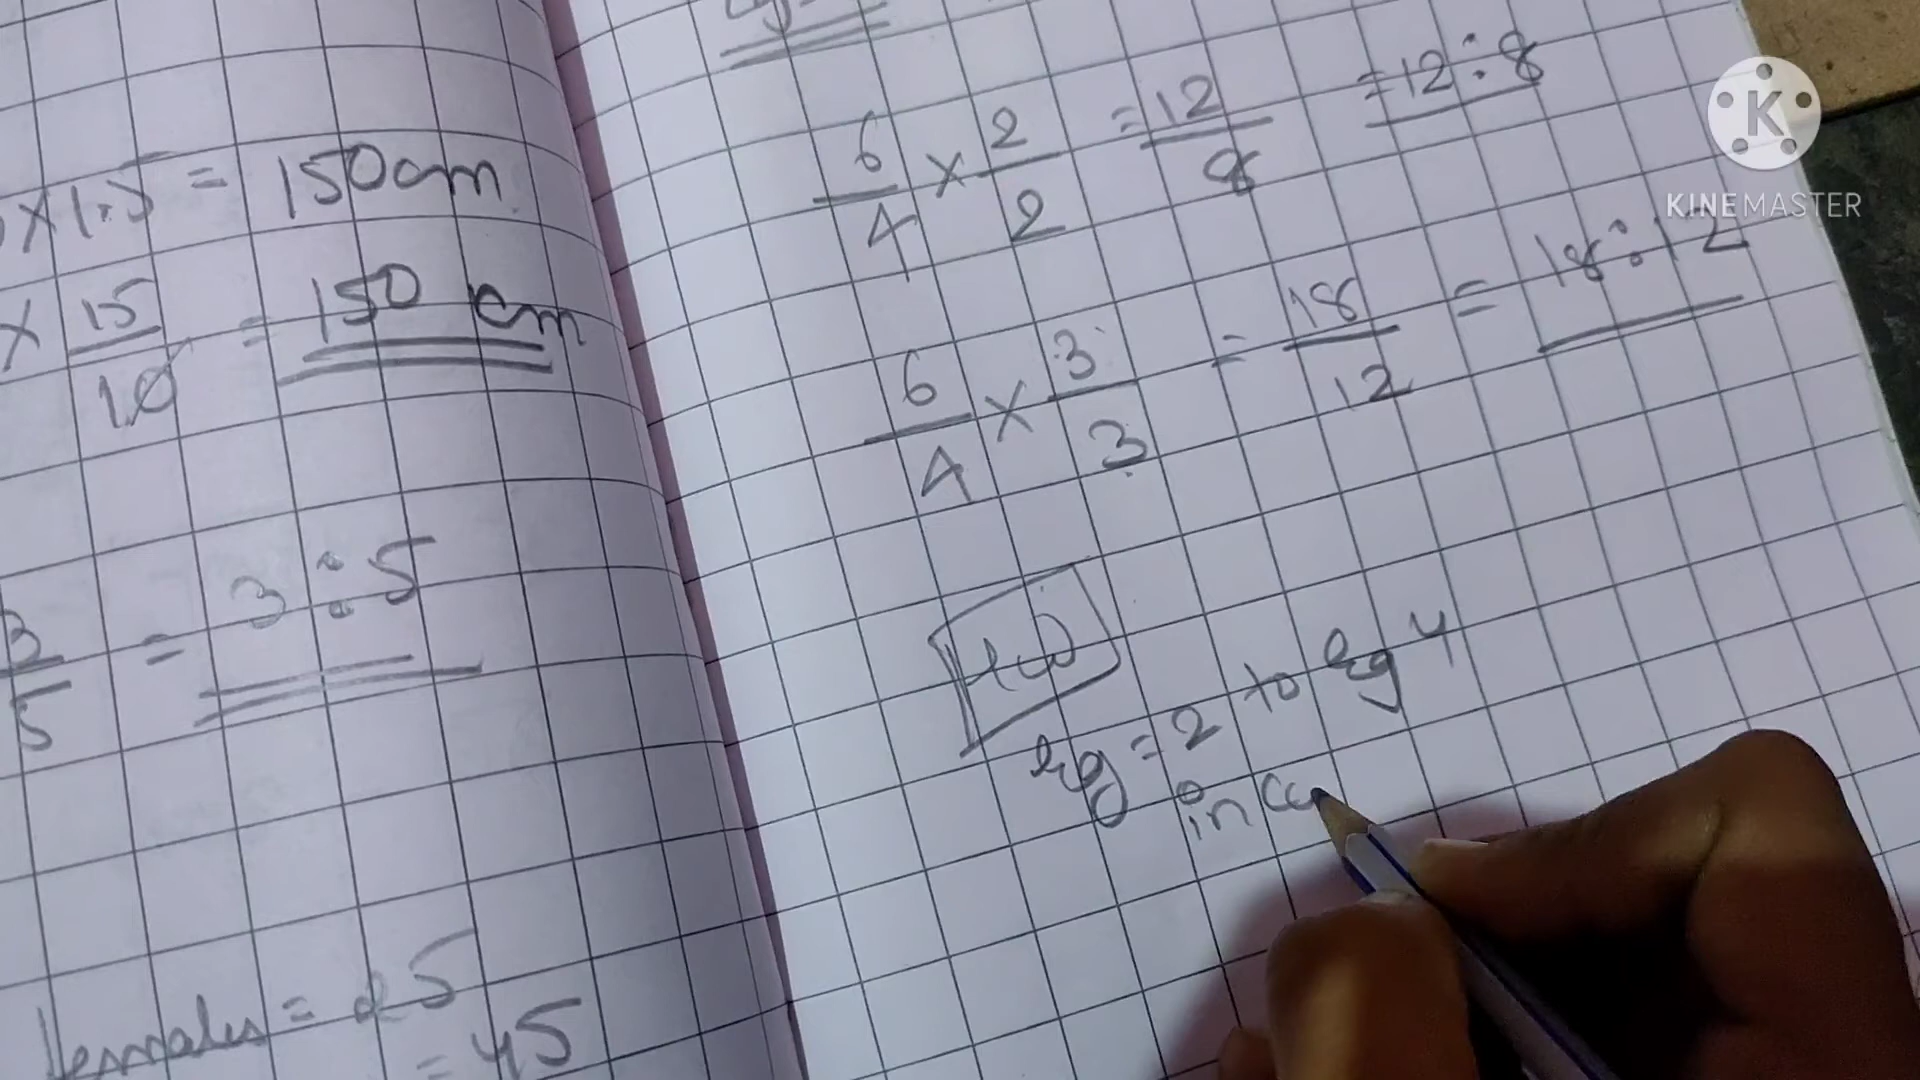 ×1.5 = 150cm
× 15/10 = 150 cm
3/5 = 3:5
females = 25
= 45
6/4 × 2/2 = 12/8 = 12:8
6/4 × 3/3 = 18/12 = 18:12
HW
Eg = 2 to Eg 4
in
KINEMASTER